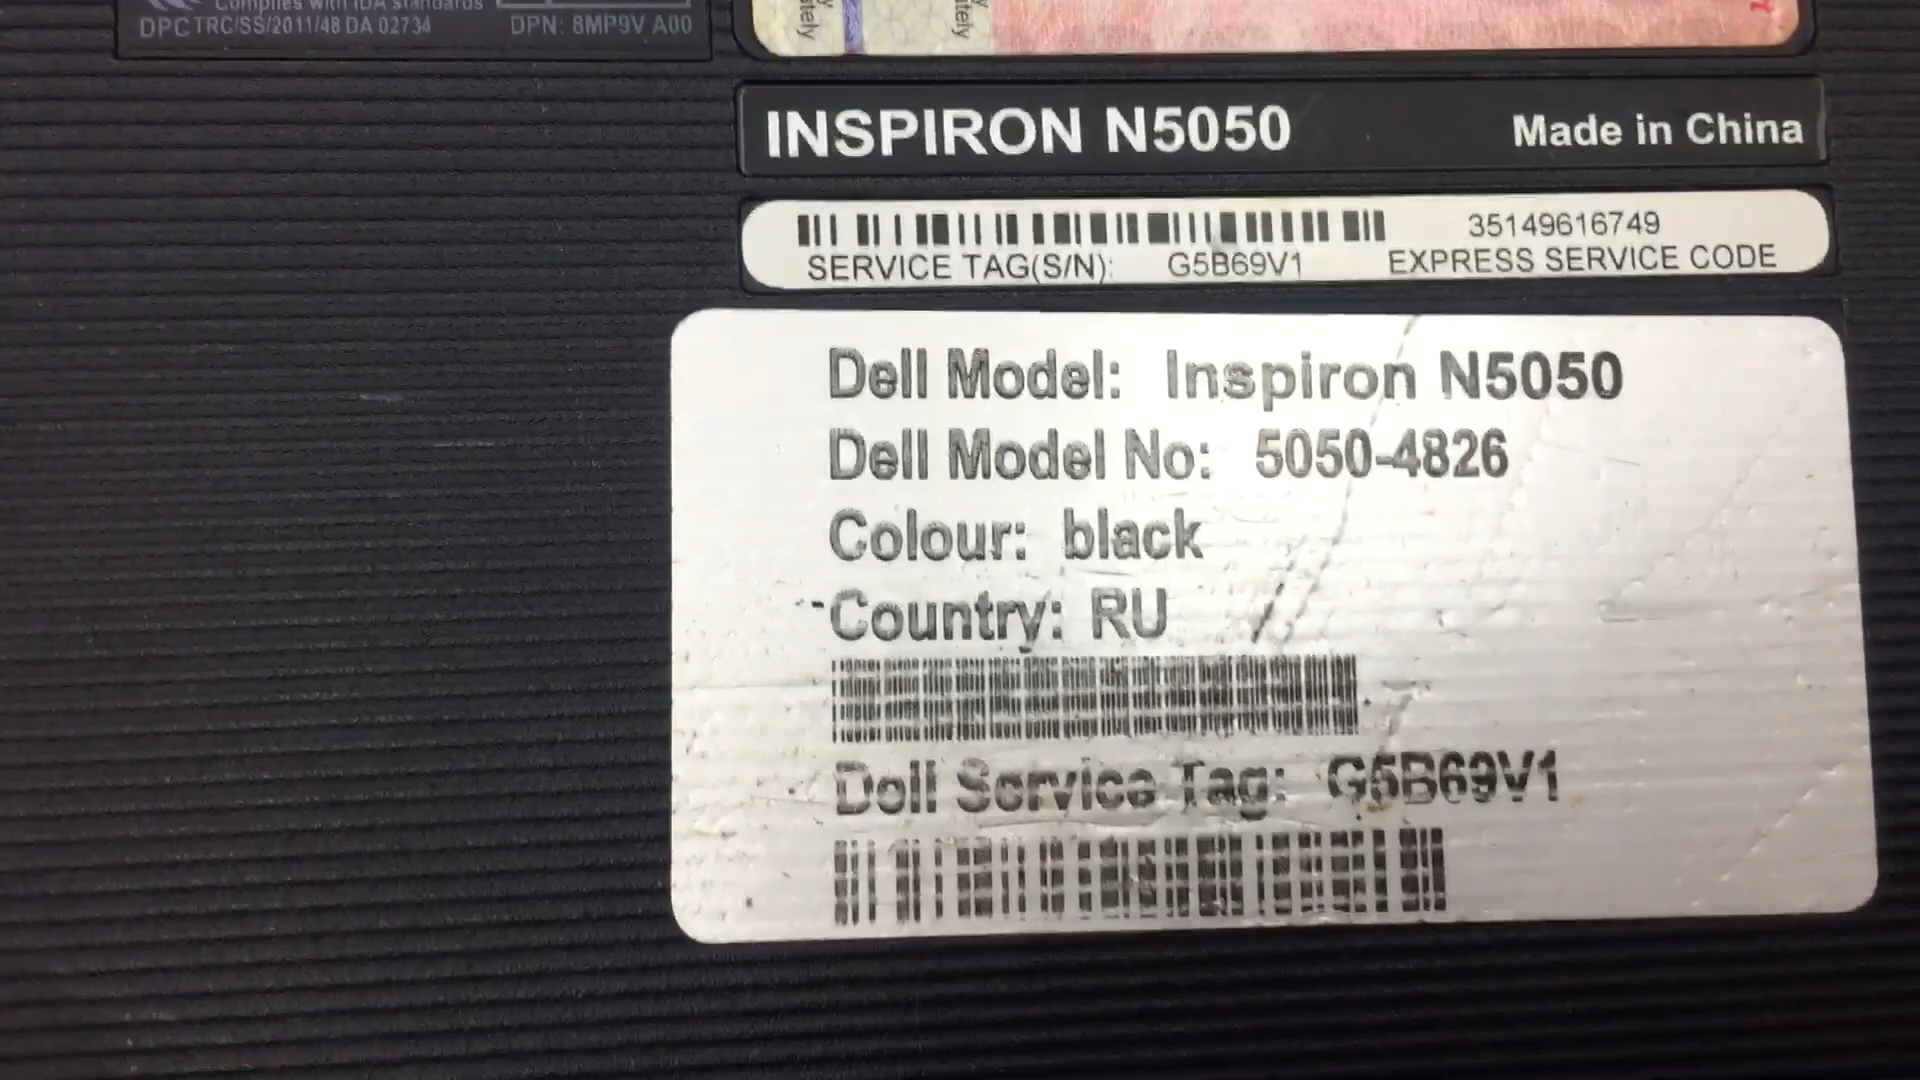 Complies with IDA standards
DPC TRC/SS/2011/48 DA 02734
DPN: 8MP9V A00
INSPIRON N5050
Made in China
35149616749
SERVICE TAG(S/N): G5B69V1
EXPRESS SERVICE CODE
Dell Model: Inspiron N5050
Dell Model No: 5050-4826
Colour: black
Country: RU
Dell Service Tag: G5B69V1